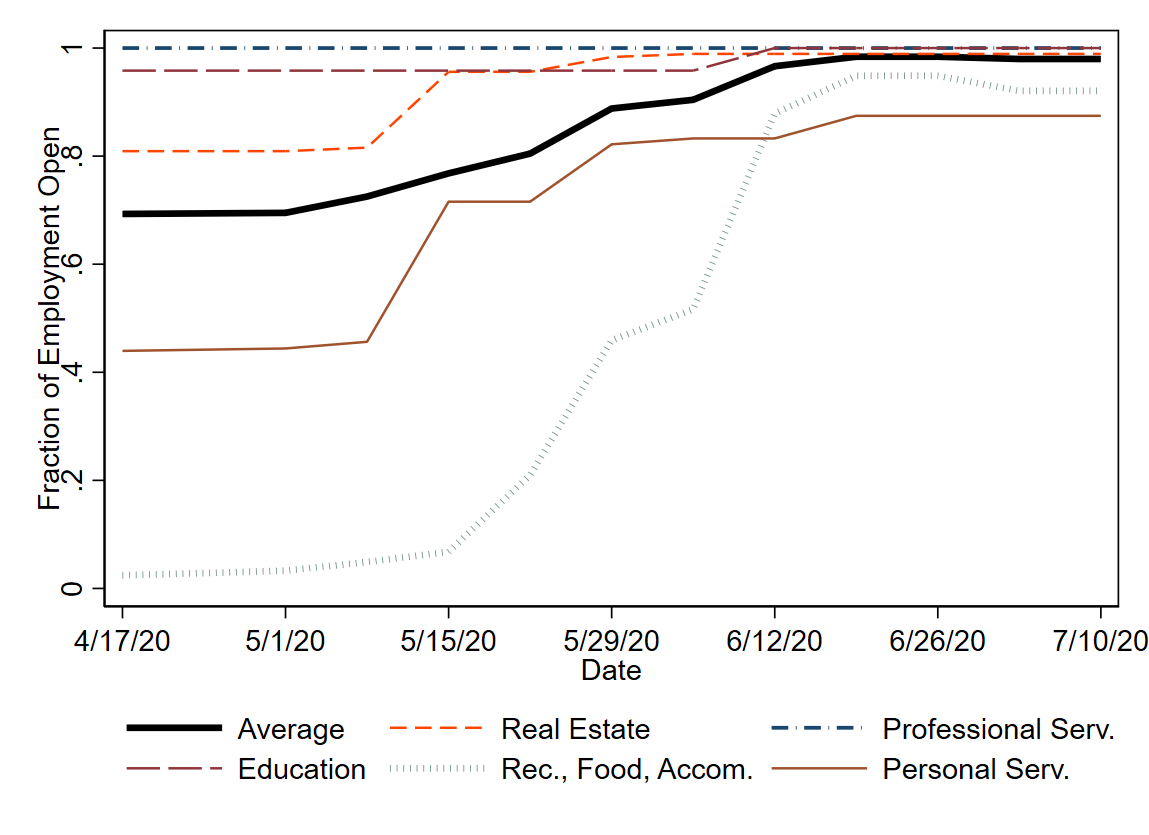 Fraction of Employment Open
1
.8
.6
.4
.2
0
4/17/20 5/1/20 5/15/20 5/29/20 6/12/20 6/26/20 7/10/20
Date
Average Real Estate Professional Serv.
Education Rec., Food, Accom. Personal Serv.